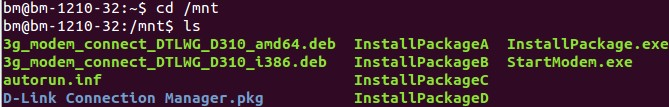 bm@bm-1210-32:~$ cd /mnt
bm@bm-1210-32:/mnt$ ls
3g_modem_connect_DTLWG_D310_amd64.deb  InstallPackageA  InstallPackage.exe
3g_modem_connect_DTLWG_D310_i386.deb   InstallPackageB  StartModem.exe
autorun.inf                            InstallPackageC
D-Link Connection Manager.pkg          InstallPackageD